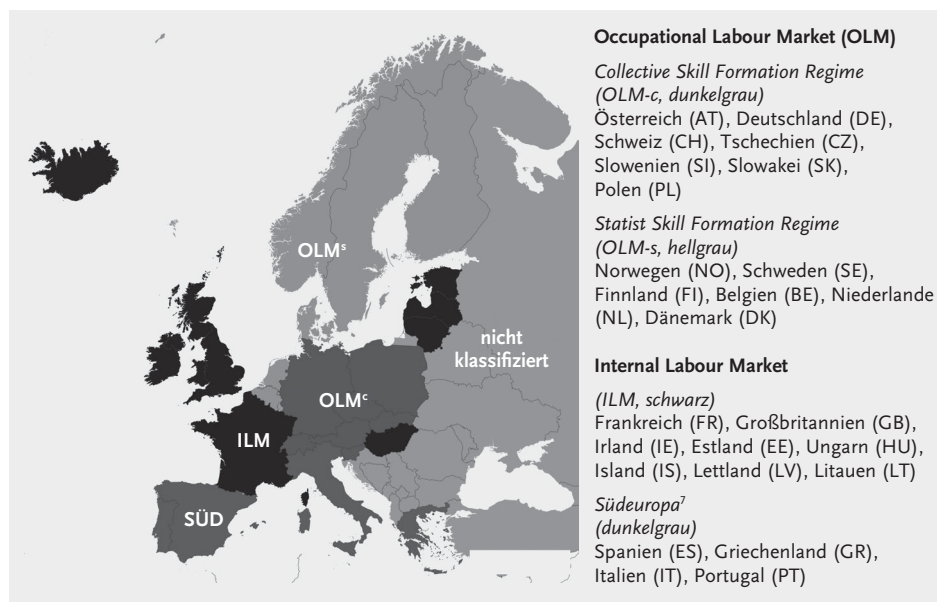 OLMs
nicht
klassifiziert
OLMc
ILM
SÜD
Occupational Labour Market (OLM)
Collective Skill Formation Regime
(OLM-c, dunkelgrau)
Österreich (AT), Deutschland (DE),
Schweiz (CH), Tschechien (CZ),
Slowenien (SI), Slowakei (SK),
Polen (PL)
Statist Skill Formation Regime
(OLM-s, hellgrau)
Norwegen (NO), Schweden (SE),
Finnland (FI), Belgien (BE), Niederlande
(NL), Dänemark (DK)
Internal Labour Market
(ILM, schwarz)
Frankreich (FR), Großbritannien (GB),
Irland (IE), Estland (EE), Ungarn (HU),
Island (IS), Lettland (LV), Litauen (LT)
Südeuropa7
(dunkelgrau)
Spanien (ES), Griechenland (GR),
Italien (IT), Portugal (PT)